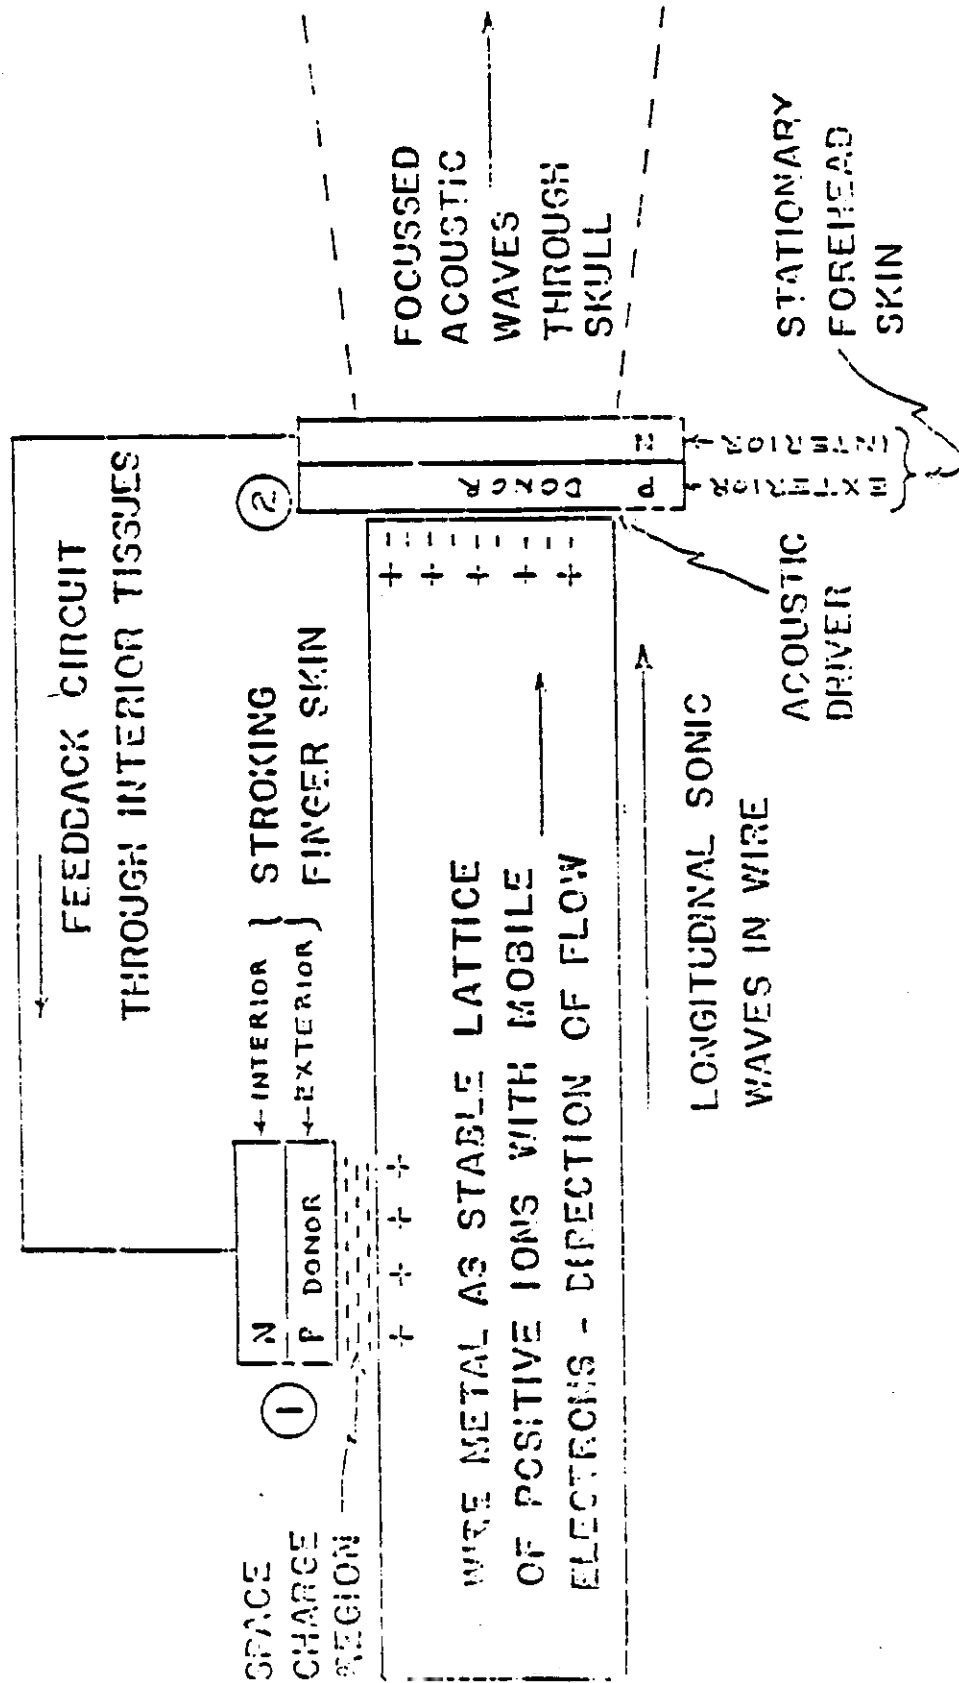 FEEDBACK CIRCUIT
THROUGH INTERIOR TISSUES
SPACE
CHARGE
REGION
1
N
P DONOR
←INTERIOR
←EXTERIOR
STROKING
FINGER SKIN
2
DONOR
P
N
EXTERIOR
INTERIOR
WIRE METAL AS STABLE LATTICE
OF POSITIVE IONS WITH MOBILE
ELECTRONS - DIRECTION OF FLOW
LONGITUDINAL SONIC
WAVES IN WIRE
ACOUSTIC
DRIVER
STATIONARY
FOREHEAD
SKIN
FOCUSSED
ACOUSTIC
WAVES
THROUGH
SKULL